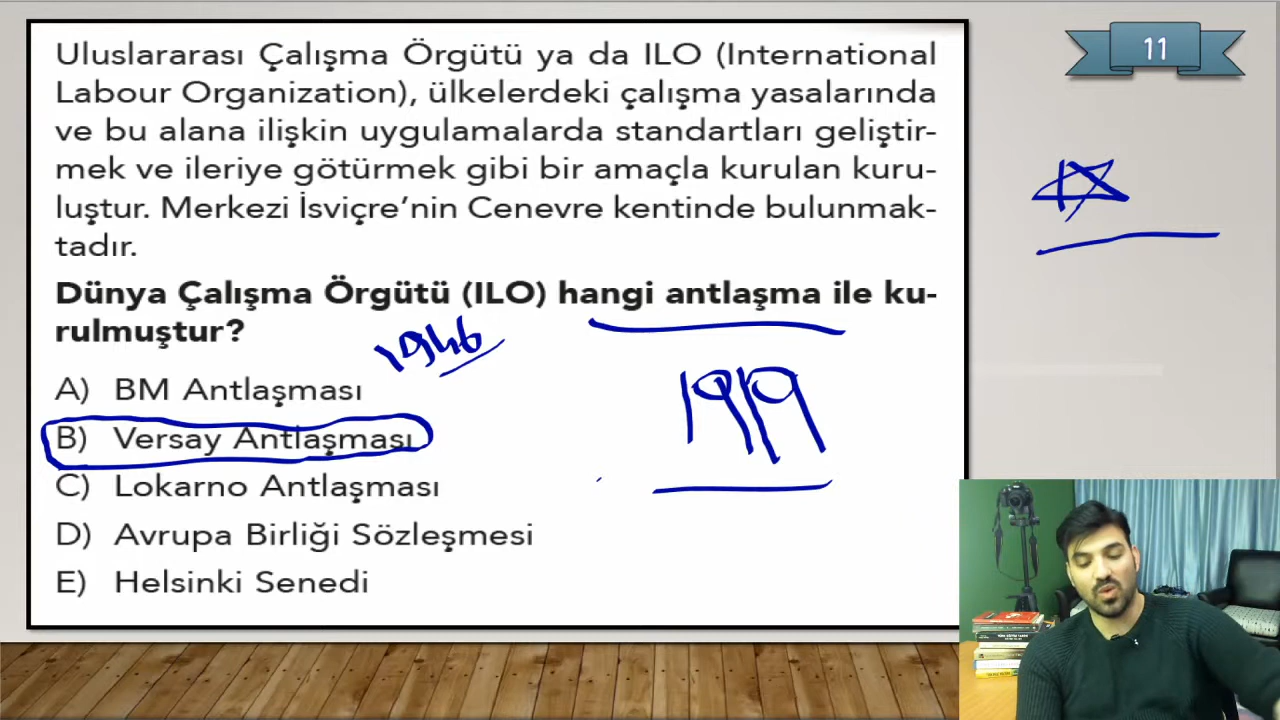 11
Uluslararası Çalışma Örgütü ya da ILO (International
Labour Organization), ülkelerdeki çalışma yasalarında
ve bu alana ilişkin uygulamalarda standartları geliştir-
mek ve ileriye götürmek gibi bir amaçla kurulan kuru-
luştur. Merkezi İsviçre’nin Cenevre kentinde bulunmak-
tadır.
Dünya Çalışma Örgütü (ILO) hangi antlaşma ile ku-
rulmuştur?
1946
A) BM Antlaşması
1919
B) Versay Antlaşması
C) Lokarno Antlaşması
D) Avrupa Birliği Sözleşmesi
E) Helsinki Senedi